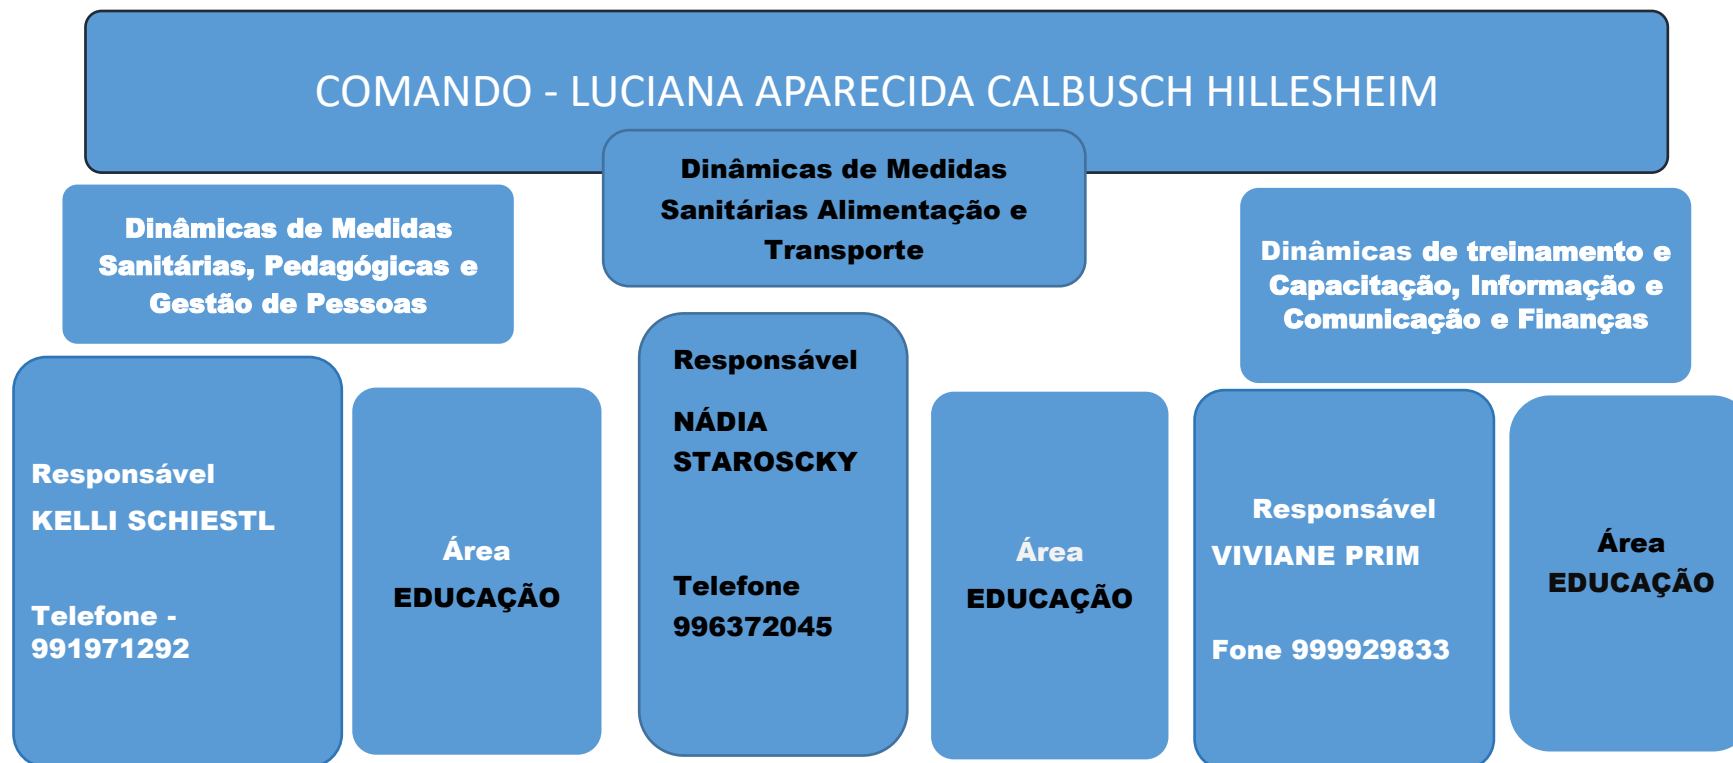 COMANDO - LUCIANA APARECIDA CALBUSCH HILLESHEIM
Dinâmicas de Medidas
Sanitárias, Pedagógicas e
Gestão de Pessoas
Dinâmicas de Medidas
Sanitárias Alimentação e
Transporte
Dinâmicas de treinamento e
Capacitação, Informação e
Comunicação e Finanças
Responsável
KELLI SCHIESTL
Telefone -
991971292
Área
EDUCAÇÃO
Responsável
NÁDIA
STAROSCKY
Telefone
996372045
Área
EDUCAÇÃO
Responsável
VIVIANE PRIM
Fone 999929833
Área
EDUCAÇÃO